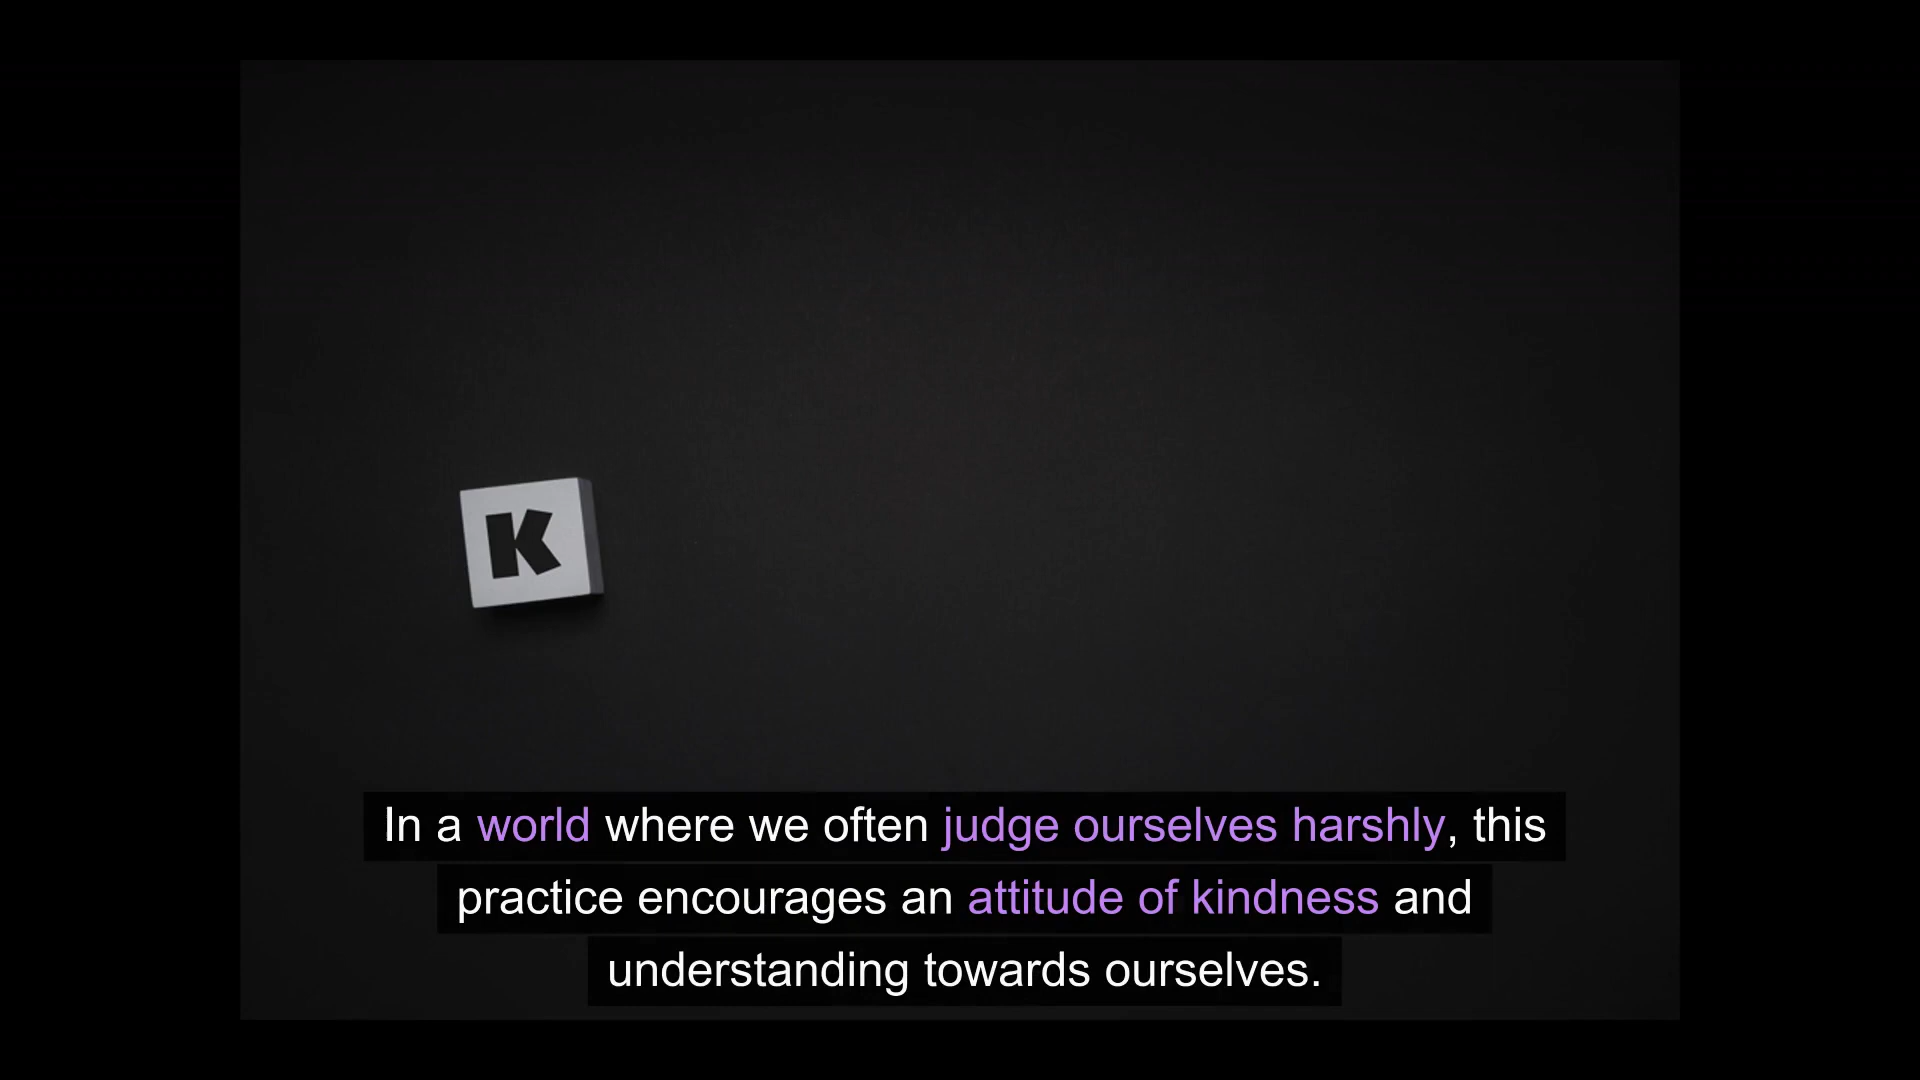 K
In a world where we often judge ourselves harshly, this
practice encourages an attitude of kindness and
understanding towards ourselves.